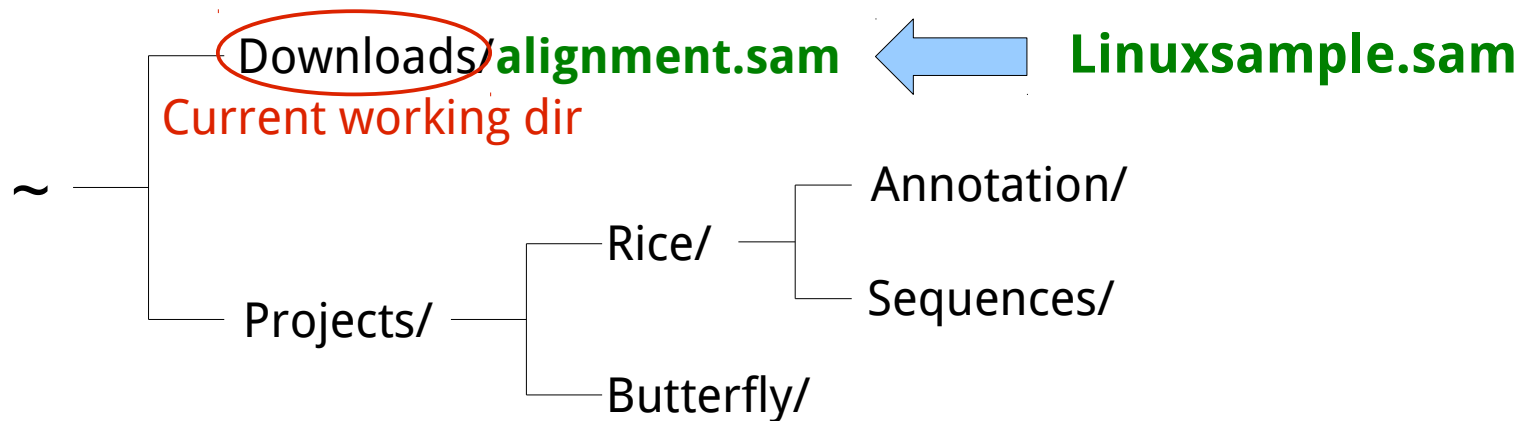 Downloads/alignment.sam
Linuxsample.sam
Current working dir
~
Annotation/
Rice/
Sequences/
Projects/
Butterfly/